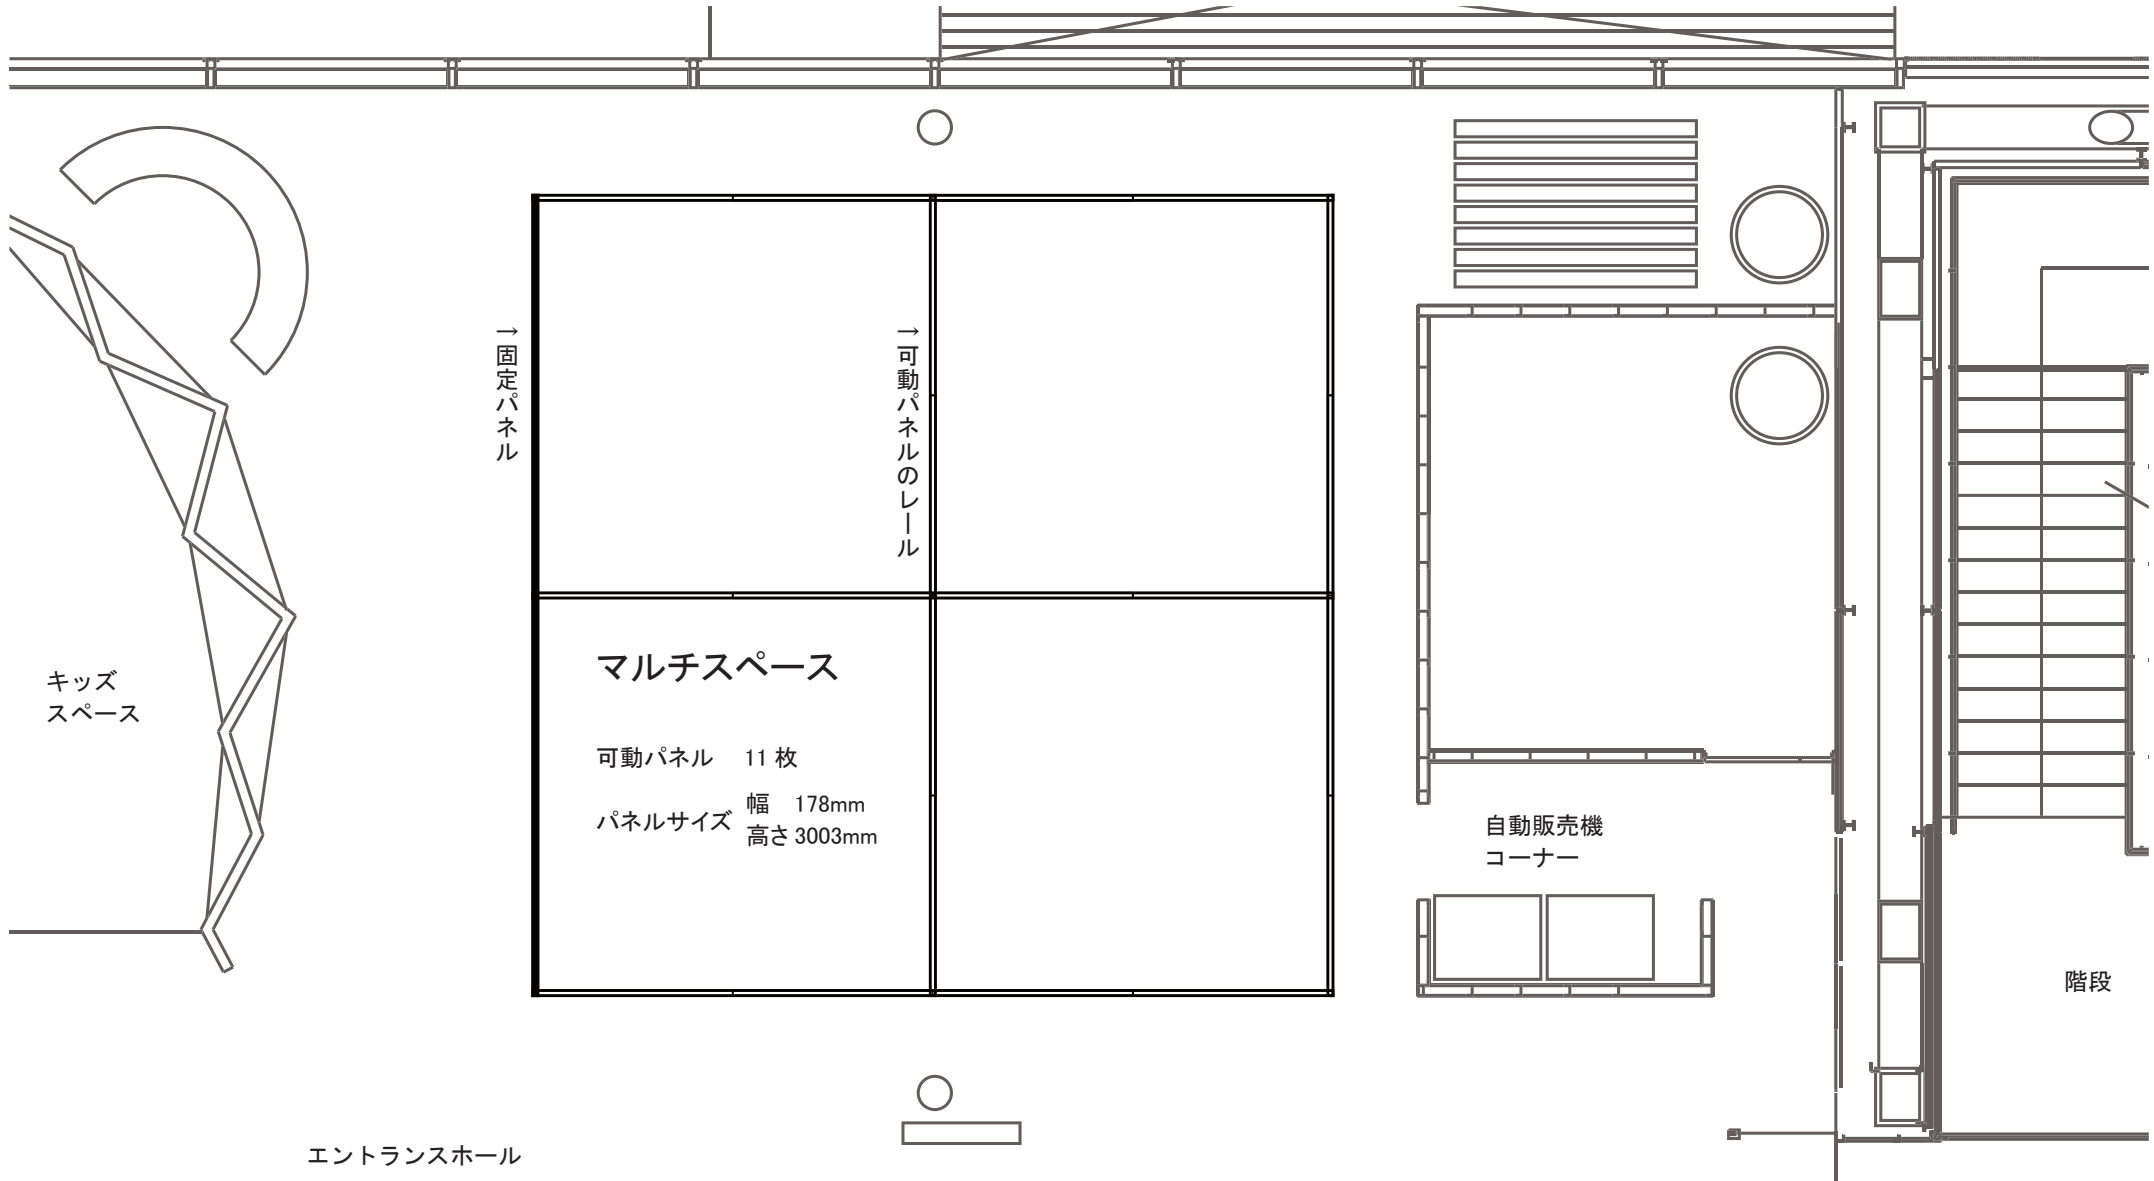 →固定パネル
→可動パネルのレール
マルチスペース
キッズ
スペース
可動パネル 11 枚
パネルサイズ 幅 178mm
高さ 3003mm
自動販売機
コーナー
階段
エントランスホール